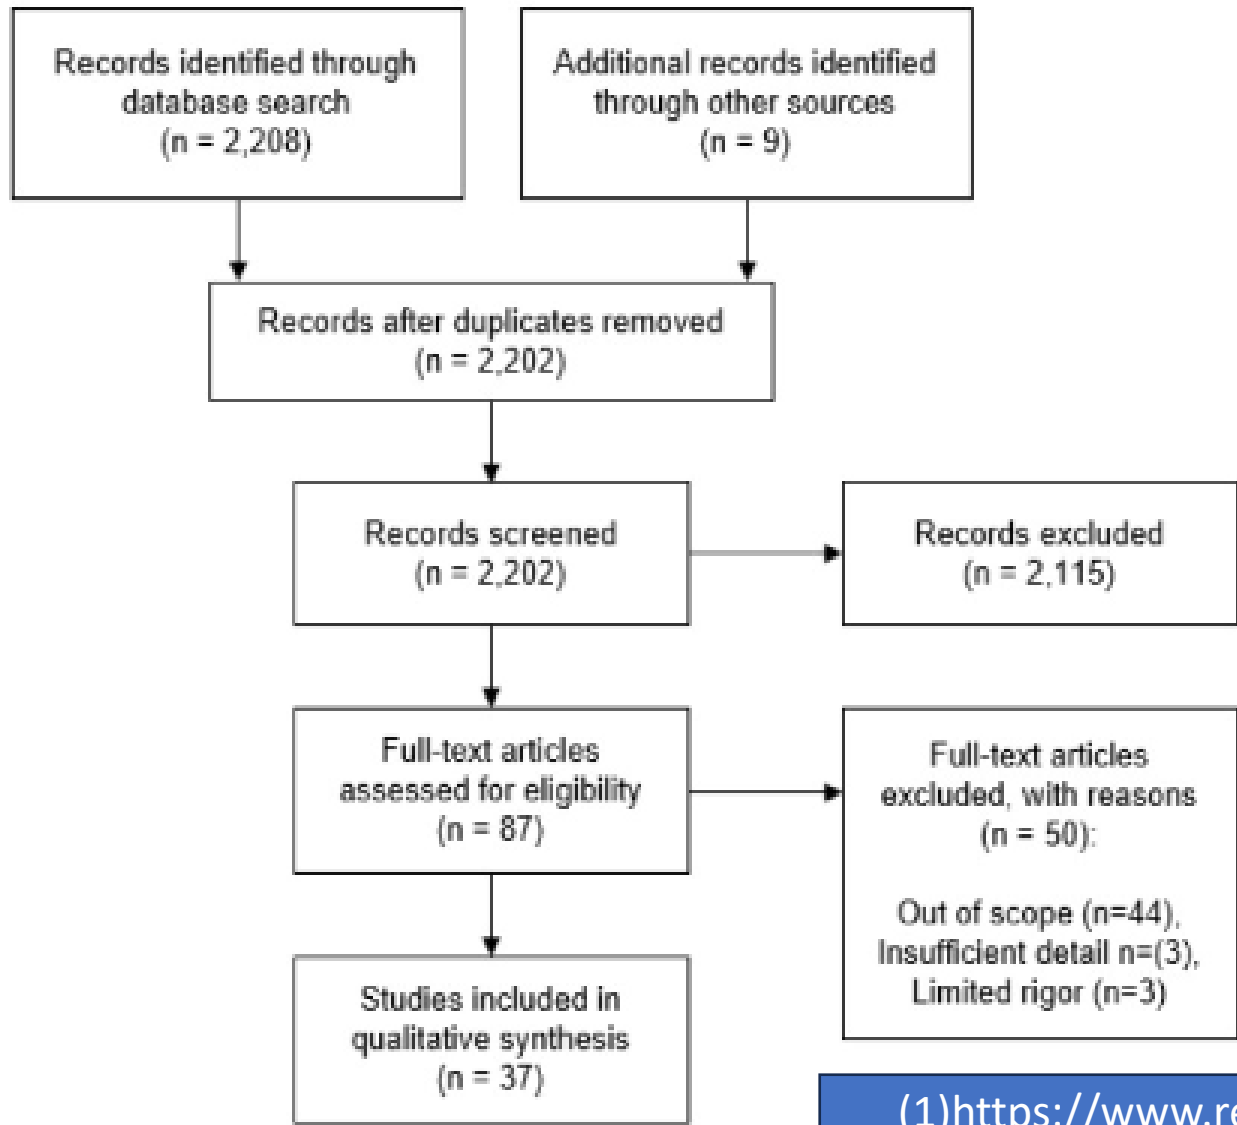 Records identified through
database search
(n = 2,208)
Additional records identified
through other sources
(n = 9)
Records after duplicates removed
(n = 2,202)
Records screened
(n = 2,202)
Records excluded
(n = 2,115)
Full-text articles
assessed for eligibility
(n = 87)
Full-text articles
excluded, with reasons
(n = 50):
Out of scope (n=44),
Insufficient detail n=(3),
Limited rigor (n=3)
Studies included in
qualitative synthesis
(n = 37)
(1)https://www.re